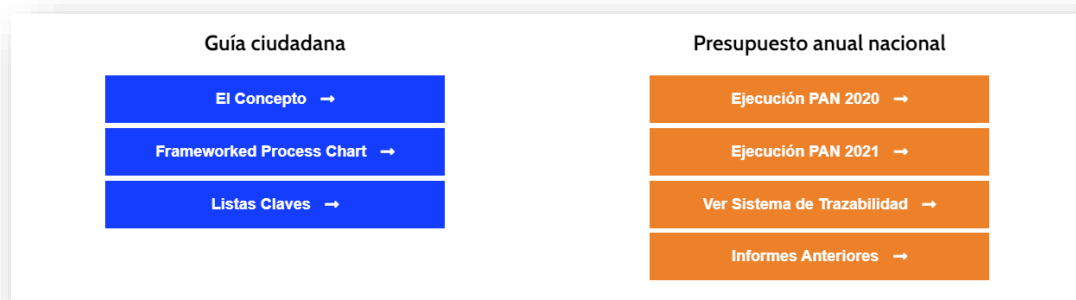 Guía ciudadana
El Concepto →
Frameworked Process Chart →
Listas Claves →
Presupuesto anual nacional
Ejecución PAN 2020 →
Ejecución PAN 2021 →
Ver Sistema de Trazabilidad →
Informes Anteriores →